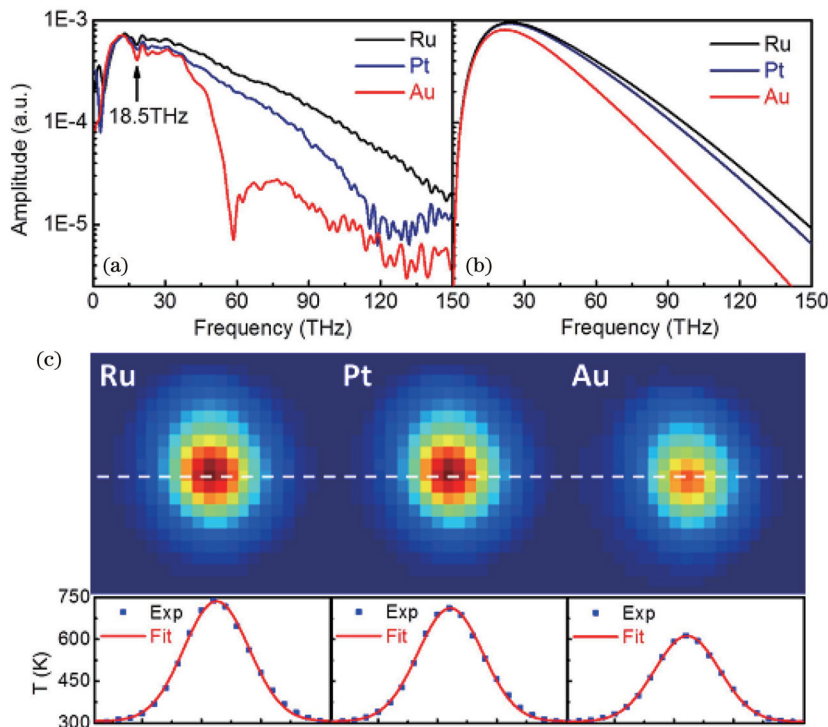 1E-3
1E-4
1E-5
Amplitude (a.u.)
Ru
Pt
Au
18.5THz
(a)
0 30 60 90 120 150
Frequency (THz)
Ru
Pt
Au
(b)
30 60 90 120 150
Frequency (THz)
(c)
Ru Pt Au
750
600
450
300
T (K)
Exp
Fit
Exp
Fit
Exp
Fit